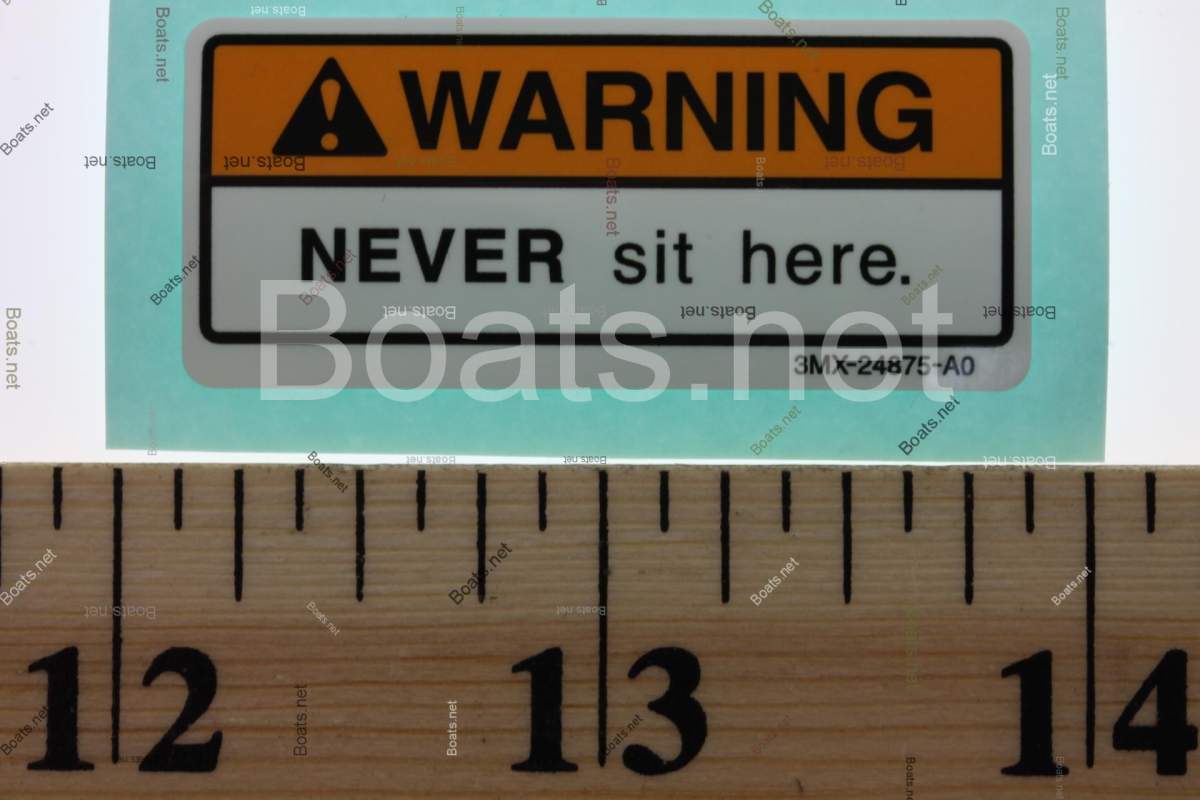 WARNING
NEVER sit here.
Boats.net
3MX-24875-A0
12 13 14